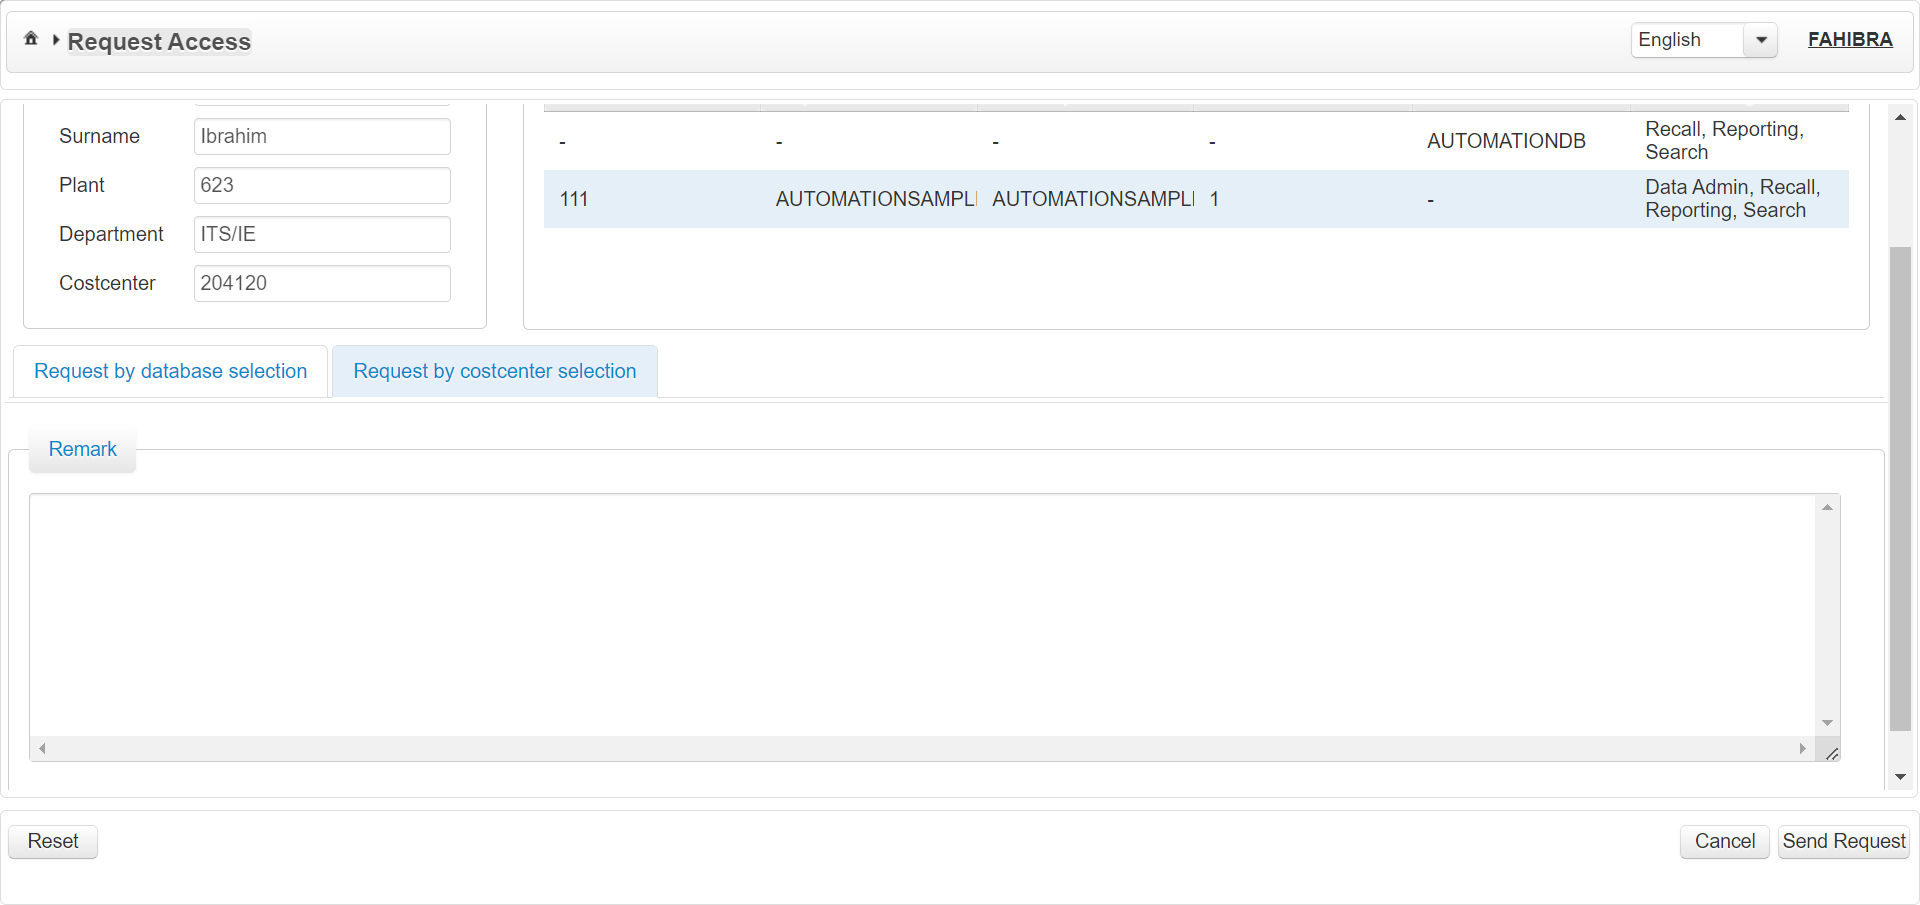 Request Access
English
FAHIBRA
Surname Ibrahim
Plant 623
Department ITS/IE
Costcenter 204120
- - - - AUTOMATIONDB Recall, Reporting,
Search
111 AUTOMATIONSAMPL AUTOMATIONSAMPL 1 - Data Admin, Recall,
Reporting, Search
Request by database selection Request by costcenter selection
Remark
Reset Cancel Send Request